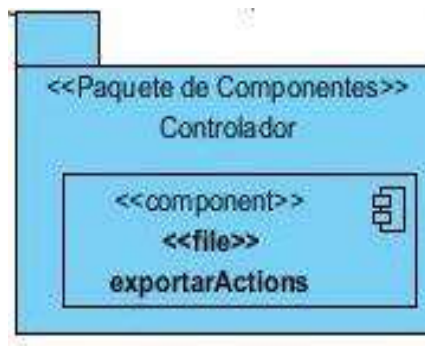 <<Paquete de Componentes>>
Controlador
<<component>>
<<file>>
exportarActions